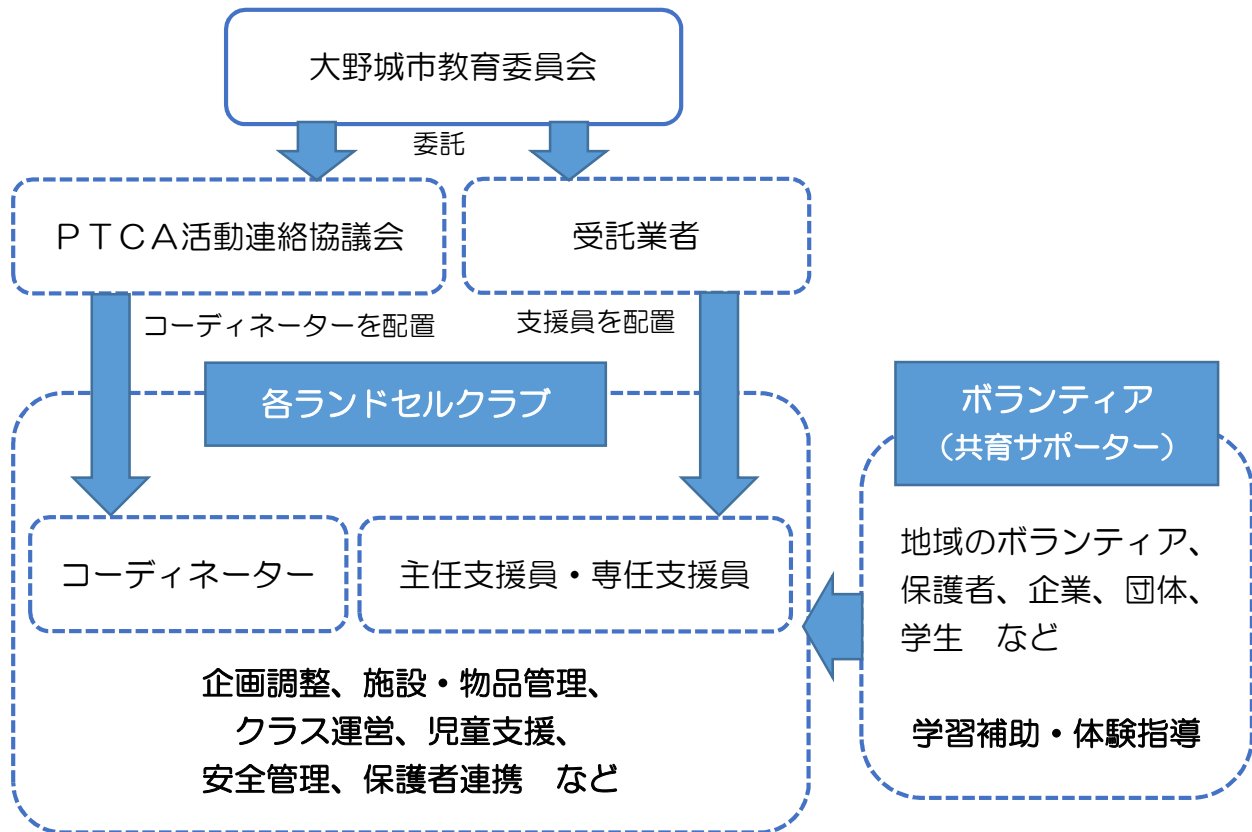 大野城市教育委員会
委託
ＰＴＣＡ活動連絡協議会
受託業者
コーディネーターを配置
支援員を配置
各ランドセルクラブ
コーディネーター
主任支援員・専任支援員
企画調整、施設・物品管理、
クラス運営、児童支援、
安全管理、保護者連携　など
ボランティア
（共育サポーター）
地域のボランティア、
保護者、企業、団体、
学生　など
学習補助・体験指導